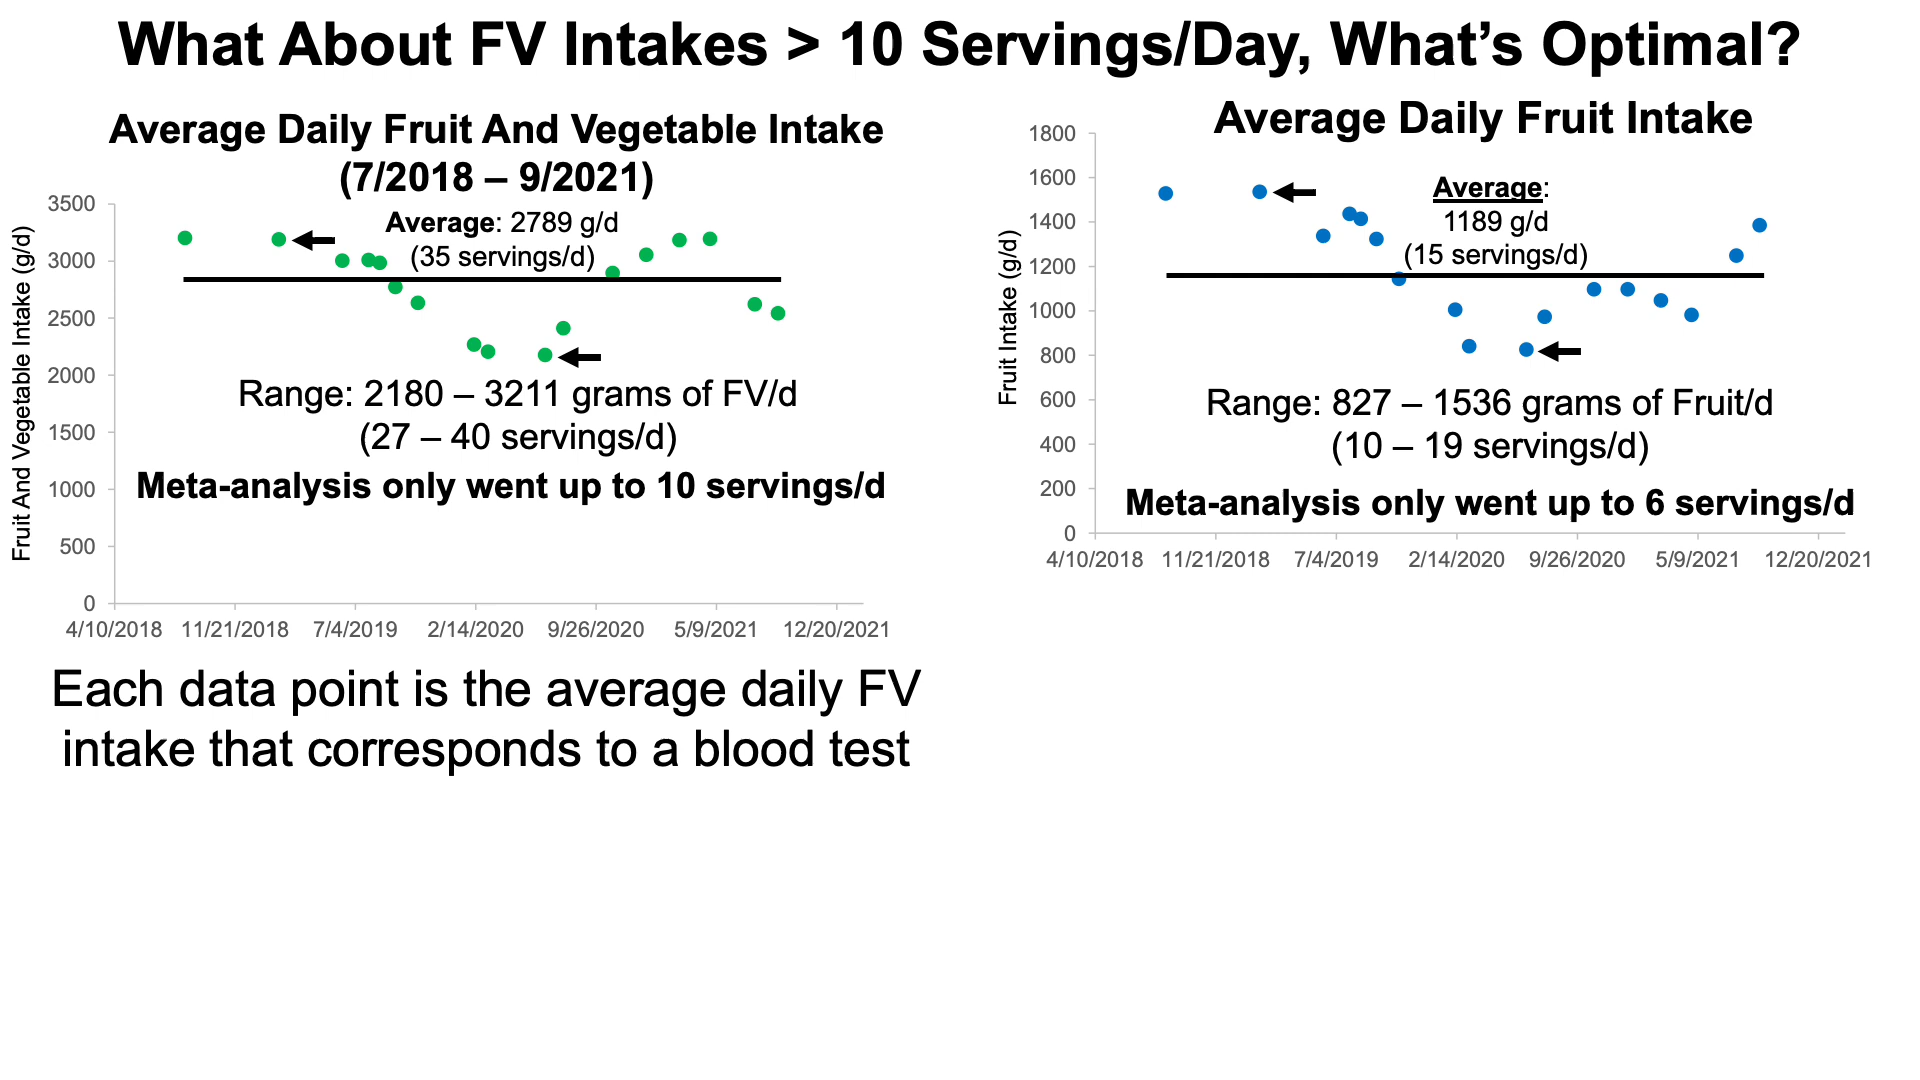 What About FV Intakes > 10 Servings/Day, What’s Optimal?
Average Daily Fruit And Vegetable Intake
(7/2018 – 9/2021)
Fruit And Vegetable Intake (g/d)
3500
3000
2500
2000
1500
1000
500
0
Average: 2789 g/d
(35 servings/d)
Range: 2180 – 3211 grams of FV/d
(27 – 40 servings/d)
Meta-analysis only went up to 10 servings/d
4/10/2018 11/21/2018 7/4/2019 2/14/2020 9/26/2020 5/9/2021 12/20/2021
Each data point is the average daily FV
intake that corresponds to a blood test
Average Daily Fruit Intake
Fruit Intake (g/d)
1800
1600
1400
1200
1000
800
600
400
200
0
Average:
1189 g/d
(15 servings/d)
Range: 827 – 1536 grams of Fruit/d
(10 – 19 servings/d)
Meta-analysis only went up to 6 servings/d
4/10/2018 11/21/2018 7/4/2019 2/14/2020 9/26/2020 5/9/2021 12/20/2021